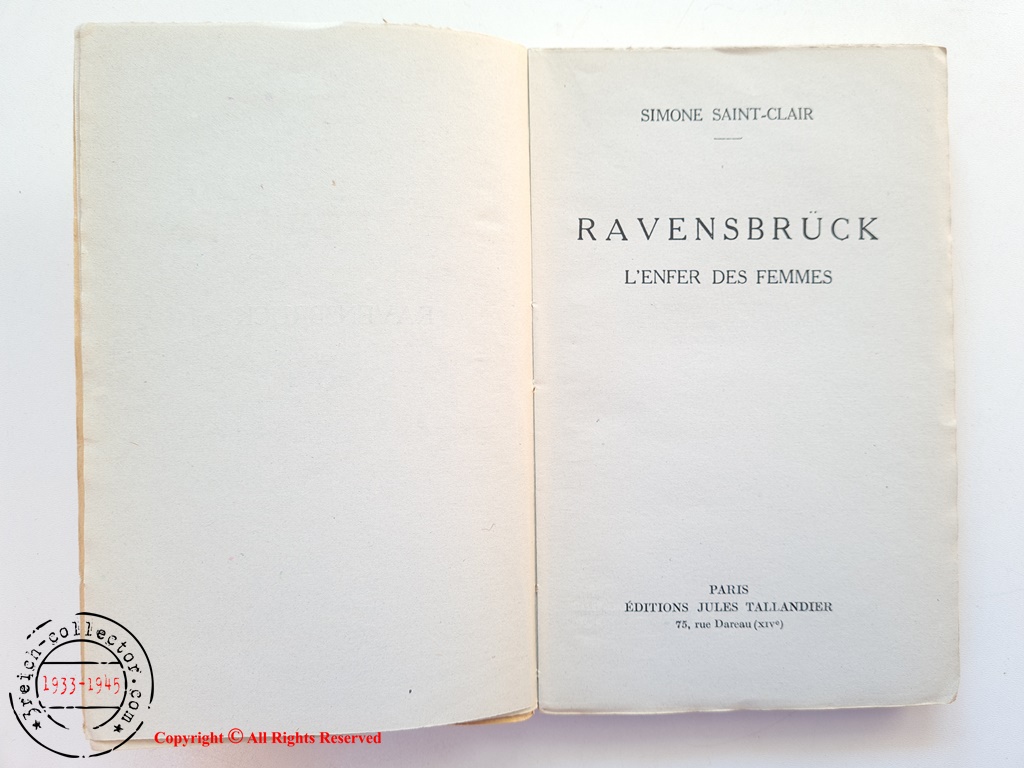 SIMONE SAINT-CLAIR
RAVENSBRÜCK
L'ENFER DES FEMMES
PARIS
ÉDITIONS JULES TALLANDIER
75, rue Dareau (XIVe)
3reich-collector.com
1933-1945
Copyright © All Rights Reserved